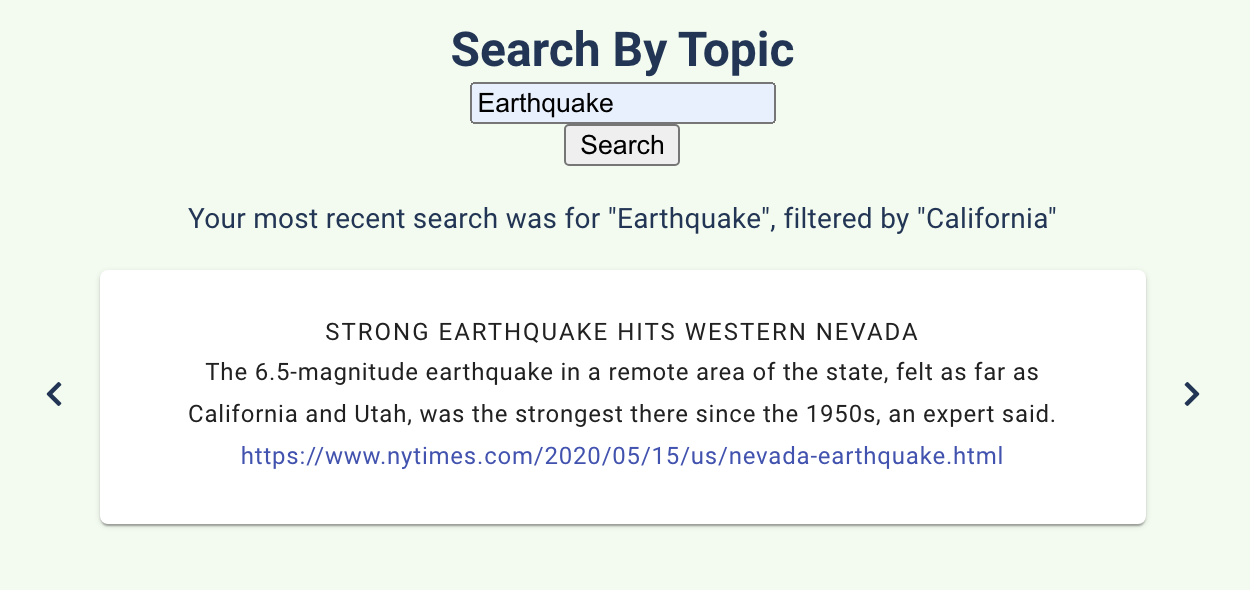 Search By Topic
Earthquake
Search
Your most recent search was for "Earthquake", filtered by "California"
STRONG EARTHQUAKE HITS WESTERN NEVADA
The 6.5-magnitude earthquake in a remote area of the state, felt as far as
California and Utah, was the strongest there since the 1950s, an expert said.
https://www.nytimes.com/2020/05/15/us/nevada-earthquake.html